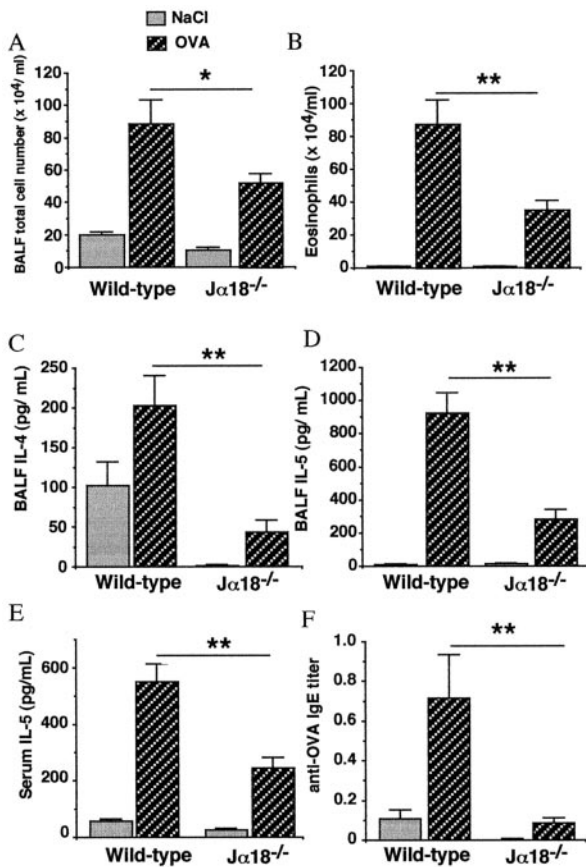 NaCl
OVA
A
BALF total cell number (x 10⁴/ ml)
120
100
80
60
40
20
0
*
Wild-type
Jα18⁻/⁻
B
Eosinophils (x 10⁴/ml)
120
100
80
60
40
20
0
**
Wild-type
Jα18⁻/⁻
C
BALF IL-4 (pg/ mL)
250
200
150
100
50
0
**
Wild-type
Jα18⁻/⁻
D
BALF IL-5 (pg/ mL)
1200
1000
800
600
400
200
0
**
Wild-type
Jα18⁻/⁻
E
Serum IL-5 (pg/mL)
600
400
200
0
**
Wild-type
Jα18⁻/⁻
F
anti-OVA IgE titer
1.0
0.8
0.6
0.4
0.2
0
**
Wild-type
Jα18⁻/⁻